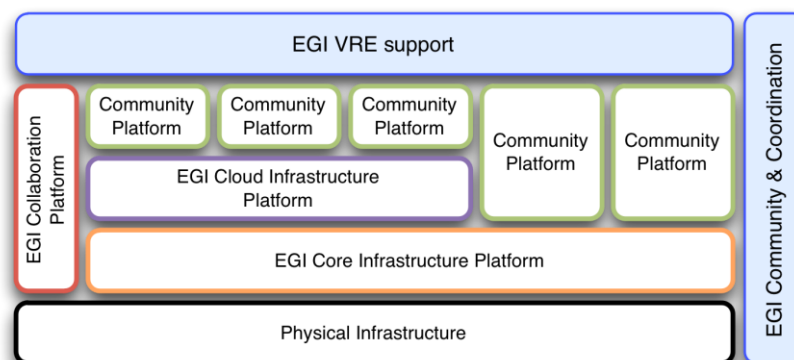 EGI VRE support
EGI Collaboration
Platform
Community
Platform
Community
Platform
Community
Platform
Community
Platform
Community
Platform
EGI Cloud Infrastructure
Platform
EGI Core Infrastructure Platform
Physical Infrastructure
EGI Community & Coordination